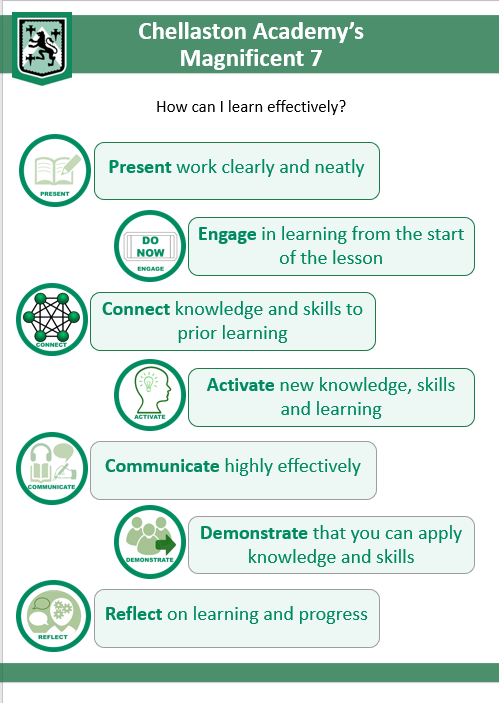 Chellaston Academy’s
Magnificent 7
How can I learn effectively?
PRESENT
Present work clearly and neatly
DO
NOW
ENGAGE
Engage in learning from the start
of the lesson
CONNECT
Connect knowledge and skills to
prior learning
ACTIVATE
Activate new knowledge, skills
and learning
COMMUNICATE
Communicate highly effectively
DEMONSTRATE
Demonstrate that you can apply
knowledge and skills
REFLECT
Reflect on learning and progress